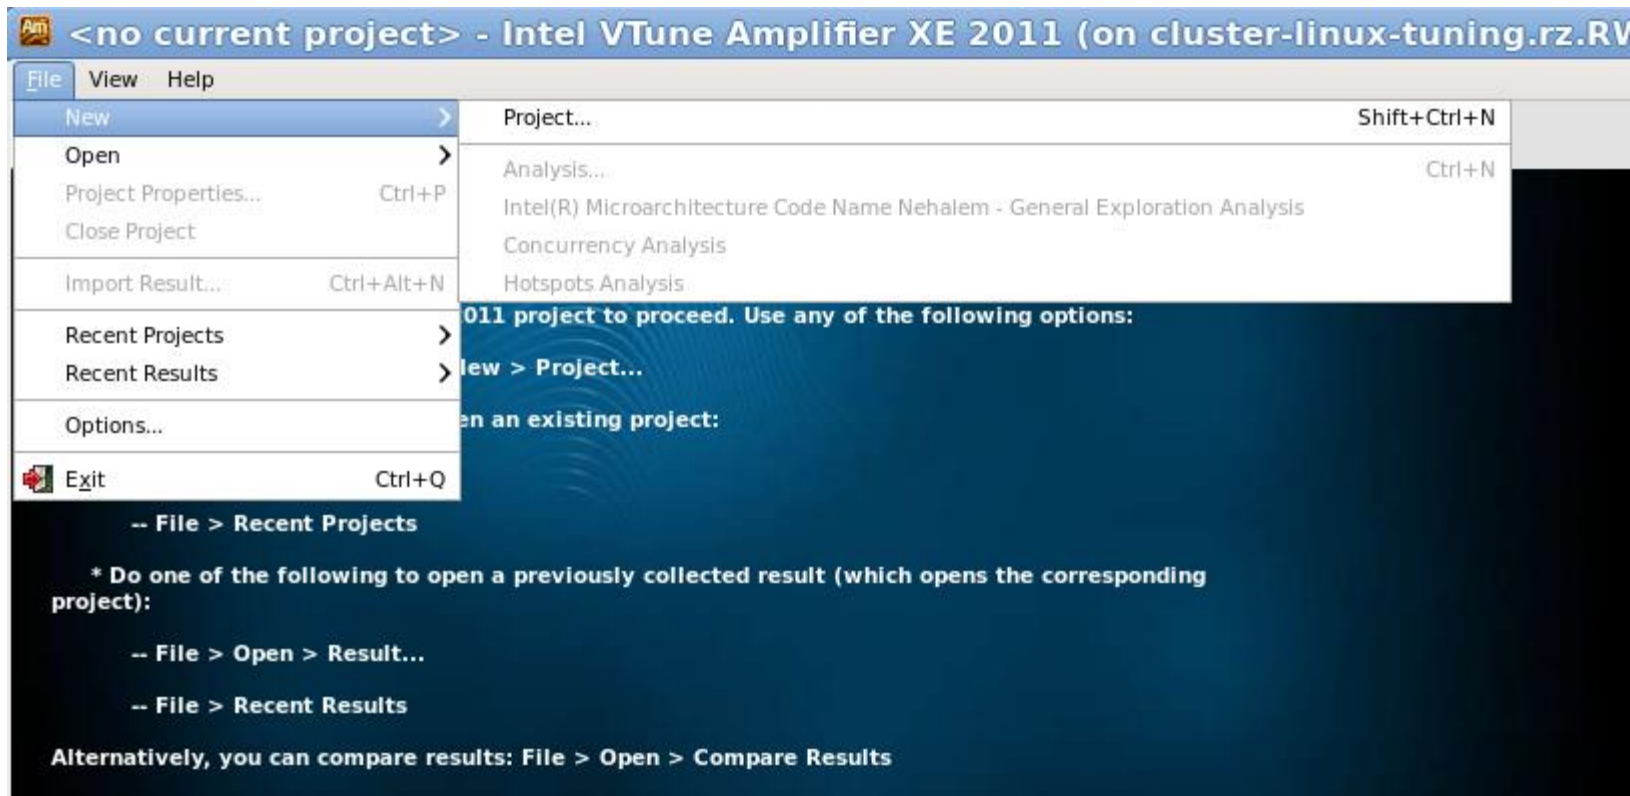 <no current project> - Intel VTune Amplifier XE 2011 (on cluster-linux-tuning.rz.RW
File View Help
New
Open
Project Properties... Ctrl+P
Close Project
Import Result... Ctrl+Alt+N
Recent Projects
Recent Results
Options...
Exit Ctrl+Q
Project... Shift+Ctrl+N
Analysis... Ctrl+N
Intel(R) Microarchitecture Code Name Nehalem - General Exploration Analysis
Concurrency Analysis
Hotspots Analysis
011 project to proceed. Use any of the following options:
> Project...
an existing project:
-- File > Recent Projects
* Do one of the following to open a previously collected result (which opens the corresponding
project):
-- File > Open > Result...
-- File > Recent Results
Alternatively, you can compare results: File > Open > Compare Results